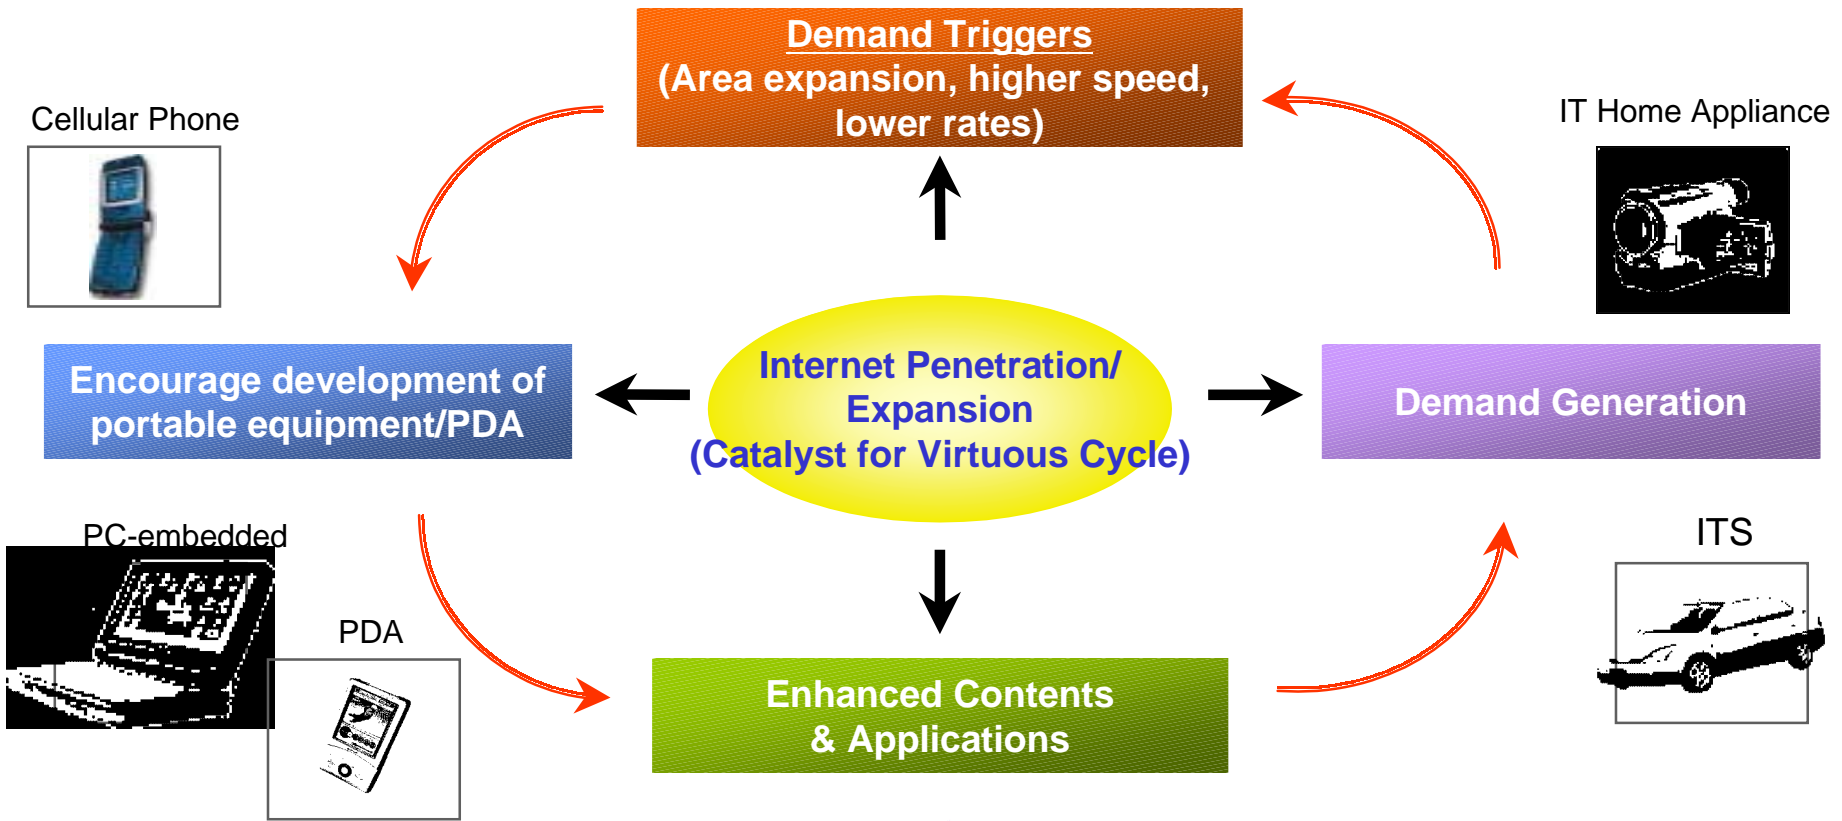 Demand Triggers
(Area expansion, higher speed,
lower rates)
Cellular Phone
IT Home Appliance
Internet Penetration/
Expansion
(Catalyst for Virtuous Cycle)
Encourage development of
portable equipment/PDA
Demand Generation
PC-embedded
ITS
PDA
Enhanced Contents
& Applications